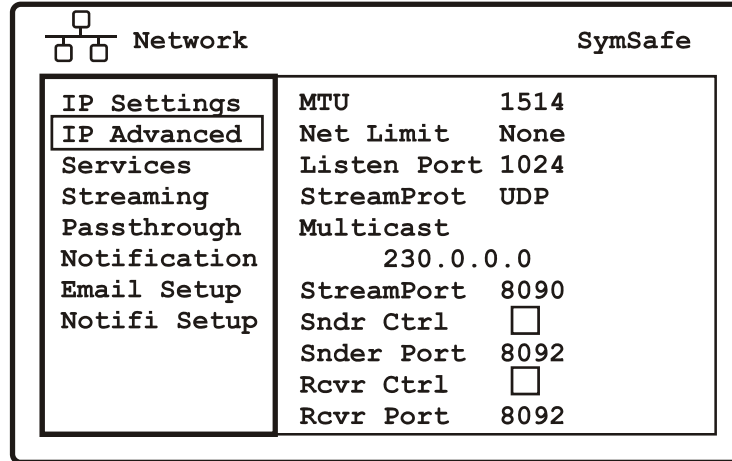 Network SymSafe
IP Settings
IP Advanced
Services
Streaming
Passthrough
Notification
Email Setup
Notifi Setup
MTU 1514
Net Limit None
Listen Port 1024
StreamProt UDP
Multicast
230.0.0.0
StreamPort 8090
Sndr Ctrl
Snder Port 8092
Rcvr Ctrl
Rcvr Port 8092